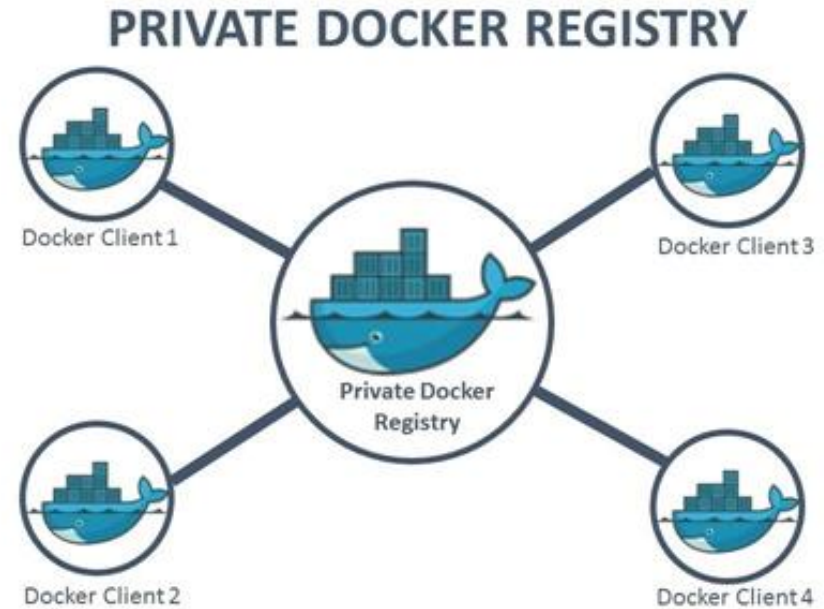 PRIVATE DOCKER REGISTRY
Docker Client 1
Docker Client 3
Private Docker
Registry
Docker Client 2
Docker Client 4